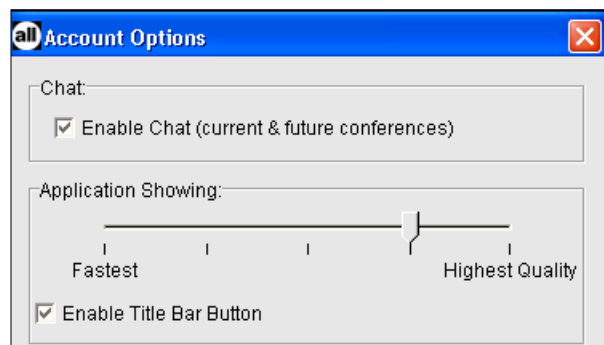 all Account Options
Chat:
Enable Chat (current & future conferences)
Application Showing:
Fastest Highest Quality
Enable Title Bar Button